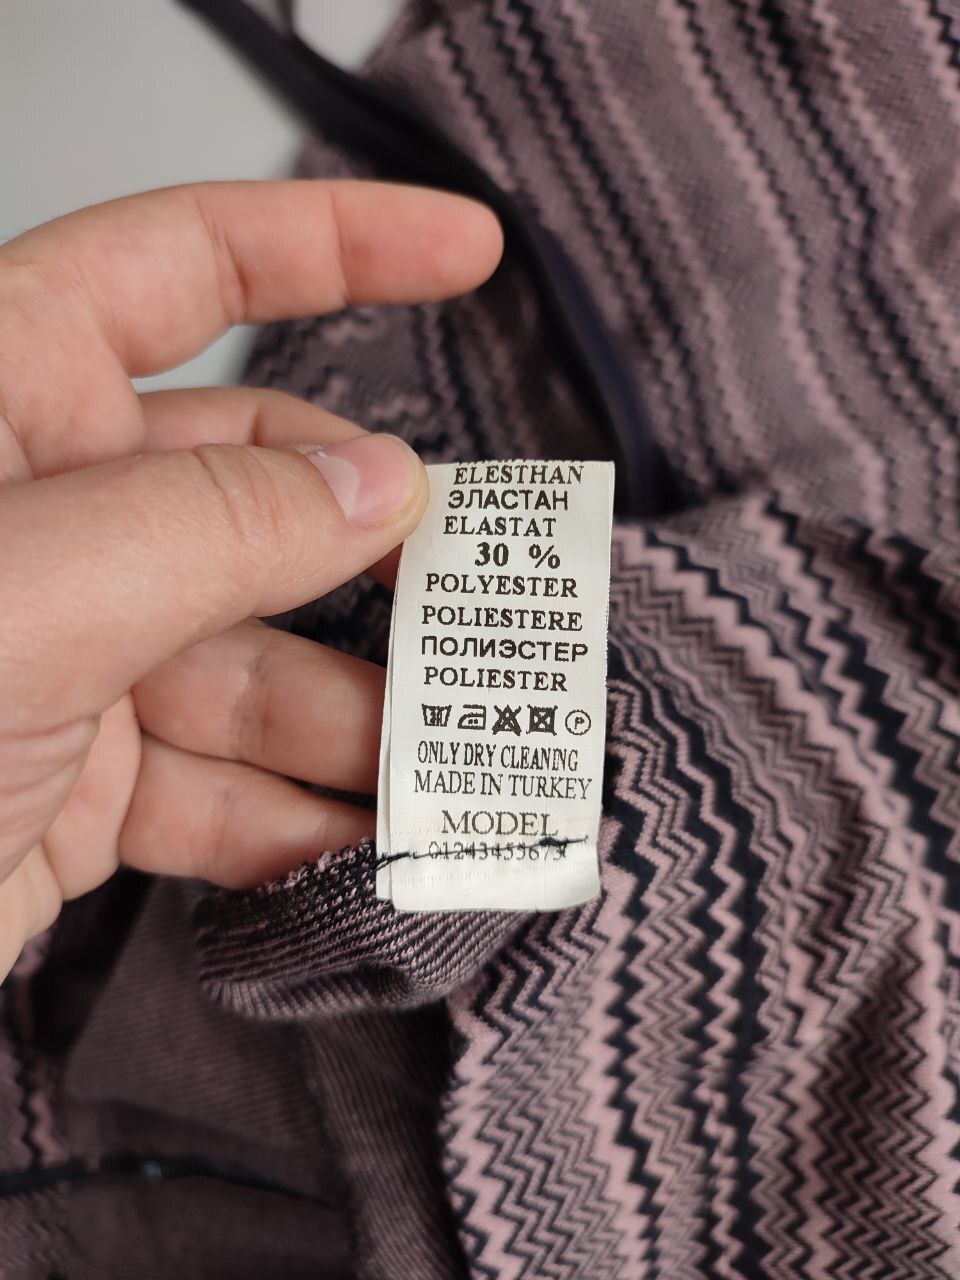 ELESTHAN
ЭЛАСТАН
ELASTAT
30 %
POLYESTER
POLIESTERE
ПОЛИЭСТЕР
POLIESTER
P
ONLY DRY CLEANING
MADE IN TURKEY
MODEL